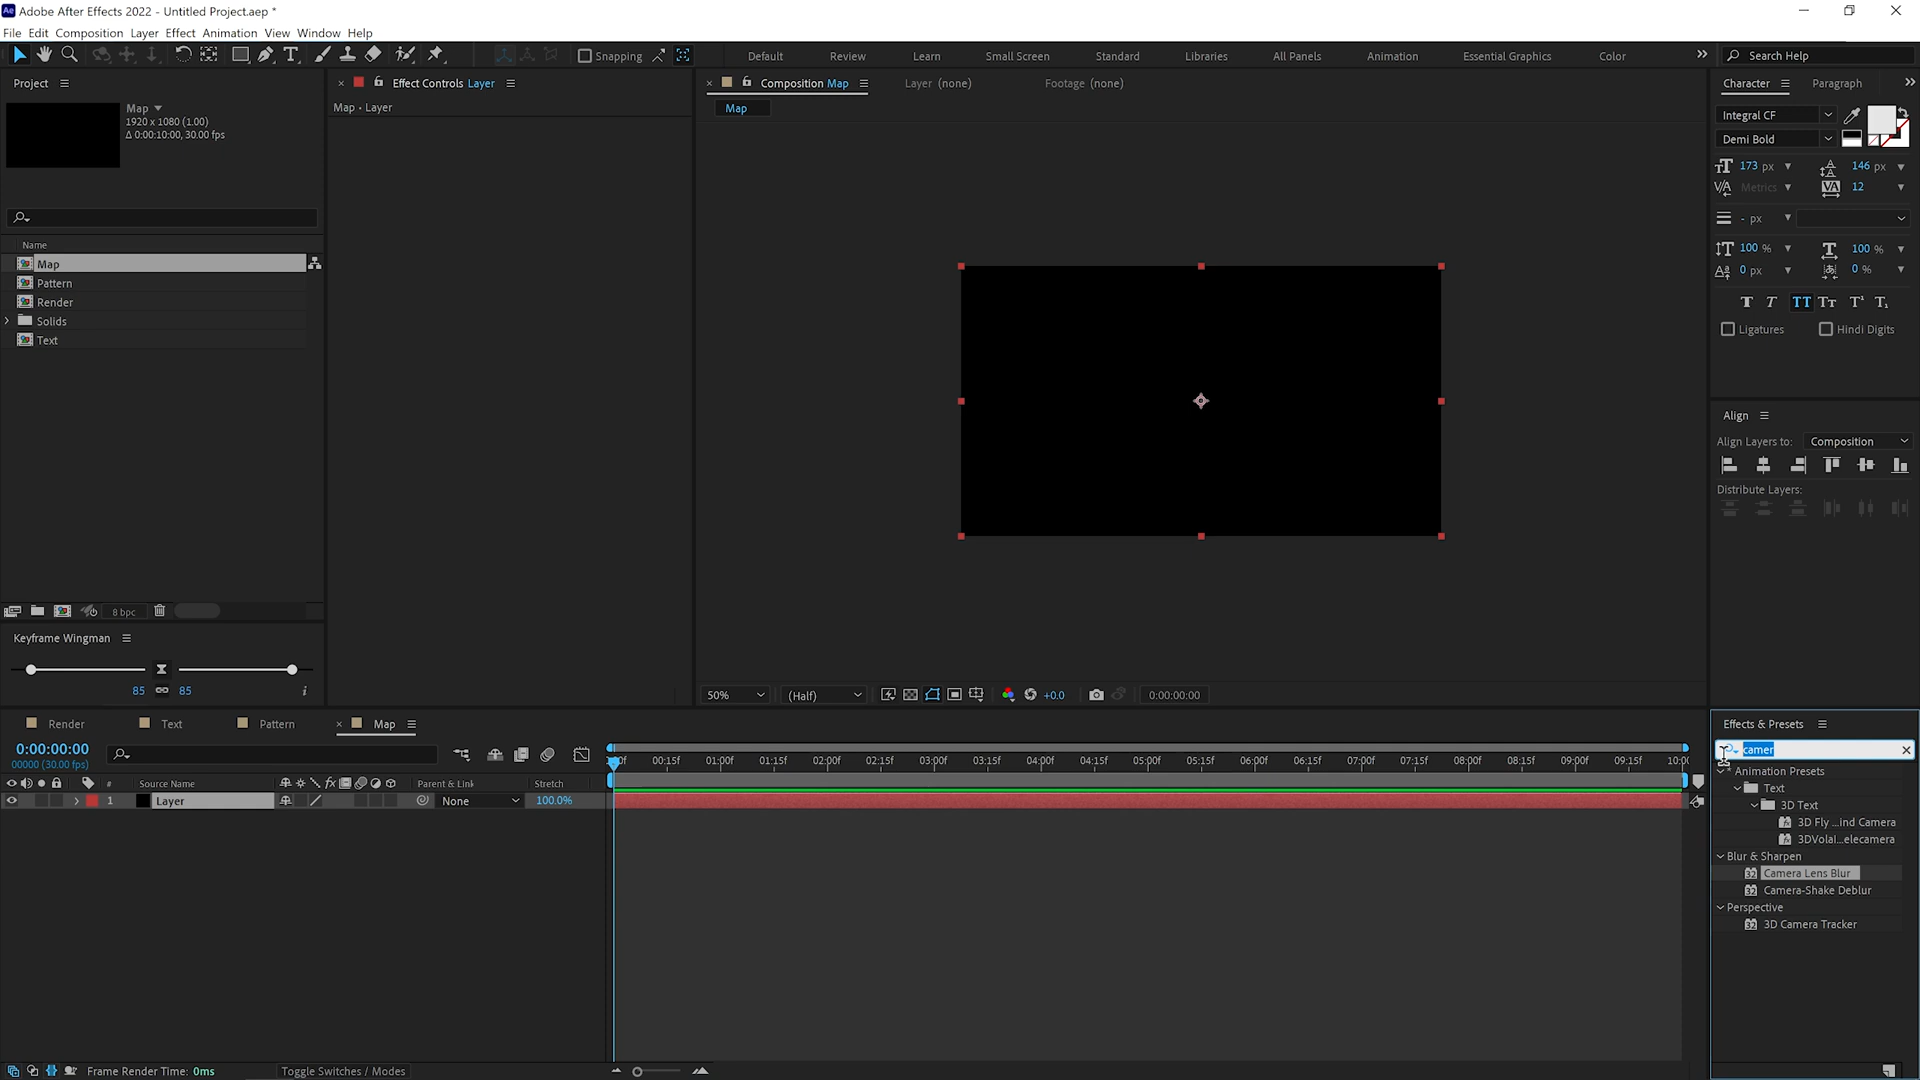 Ae Adobe After Effects 2022 - Untitled Project.aep *
File Edit Composition Layer Effect Animation View Window Help
Snapping
Default Review Learn Small Screen Standard Libraries All Panels Animation Essential Graphics Color
Search Help
Project
Map
1920 x 1080 (1.00)
Δ 0:00:10:00, 30.00 fps
Name
Map
Pattern
Render
Solids
Text
8 bpc
Keyframe Wingman
85 85
Effect Controls Layer
Map • Layer
Composition Map
Layer (none)
Footage (none)
Map
50% (Half) +0.0 0:00:00:00
Character Paragraph
Integral CF
Demi Bold
173 px 146 px
Metrics 12
- px
100 % 100 %
0 px 0 %
T T TT Tт T¹ T₁
Ligatures Hindi Digits
Align
Align Layers to: Composition
Distribute Layers:
Render Text Pattern Map
0:00:00:00
00000 (30.00 fps)
# Source Name Parent & Link Stretch
1 Layer None 100.0%
00:15f 01:00f 01:15f 02:00f 02:15f 03:00f 03:15f 04:00f 04:15f 05:00f 05:15f 06:00f 06:15f 07:00f 07:15f 08:00f 08:15f 09:00f 09:15f
Frame Render Time: 0ms
Toggle Switches / Modes
Effects & Presets
camer
* Animation Presets
Text
3D Text
3D Fly ...ind Camera
3DVolal...elecamera
Blur & Sharpen
32 Camera Lens Blur
32 Camera-Shake Deblur
Perspective
32 3D Camera Tracker